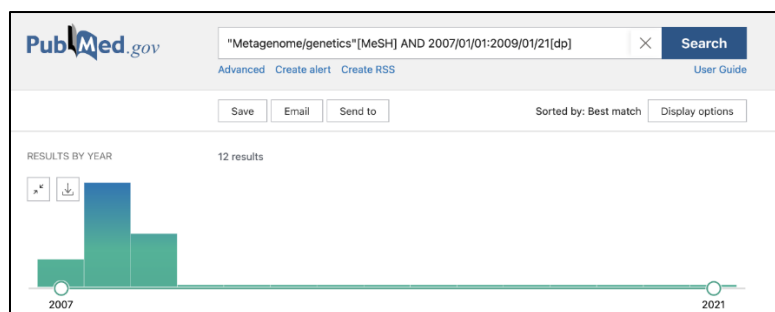 PubMed.gov
"Metagenome/genetics"[MeSH] AND 2007/01/01:2009/01/21[dp]
Search
Advanced Create alert Create RSS
User Guide
Save Email Send to
Sorted by: Best match Display options
RESULTS BY YEAR
12 results
2007
2021